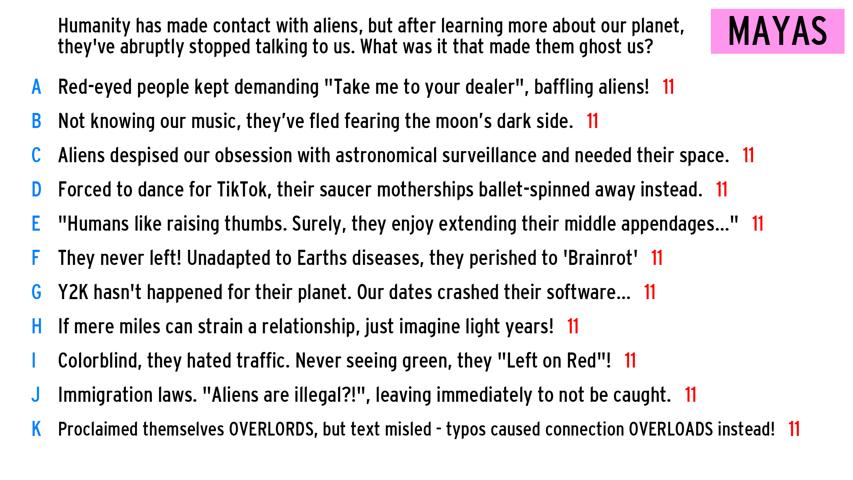 Humanity has made contact with aliens, but after learning more about our planet,
they've abruptly stopped talking to us. What was it that made them ghost us?
MAYAS
A Red-eyed people kept demanding "Take me to your dealer", baffling aliens! 11
B Not knowing our music, they’ve fled fearing the moon’s dark side. 11
C Aliens despised our obsession with astronomical surveillance and needed their space. 11
D Forced to dance for TikTok, their saucer motherships ballet-spinned away instead. 11
E "Humans like raising thumbs. Surely, they enjoy extending their middle appendages..." 11
F They never left! Unadapted to Earths diseases, they perished to 'Brainrot' 11
G Y2K hasn't happened for their planet. Our dates crashed their software... 11
H If mere miles can strain a relationship, just imagine light years! 11
I Colorblind, they hated traffic. Never seeing green, they "Left on Red"! 11
J Immigration laws. "Aliens are illegal?!", leaving immediately to not be caught. 11
K Proclaimed themselves OVERLORDS, but text misled - typos caused connection OVERLOADS instead! 11